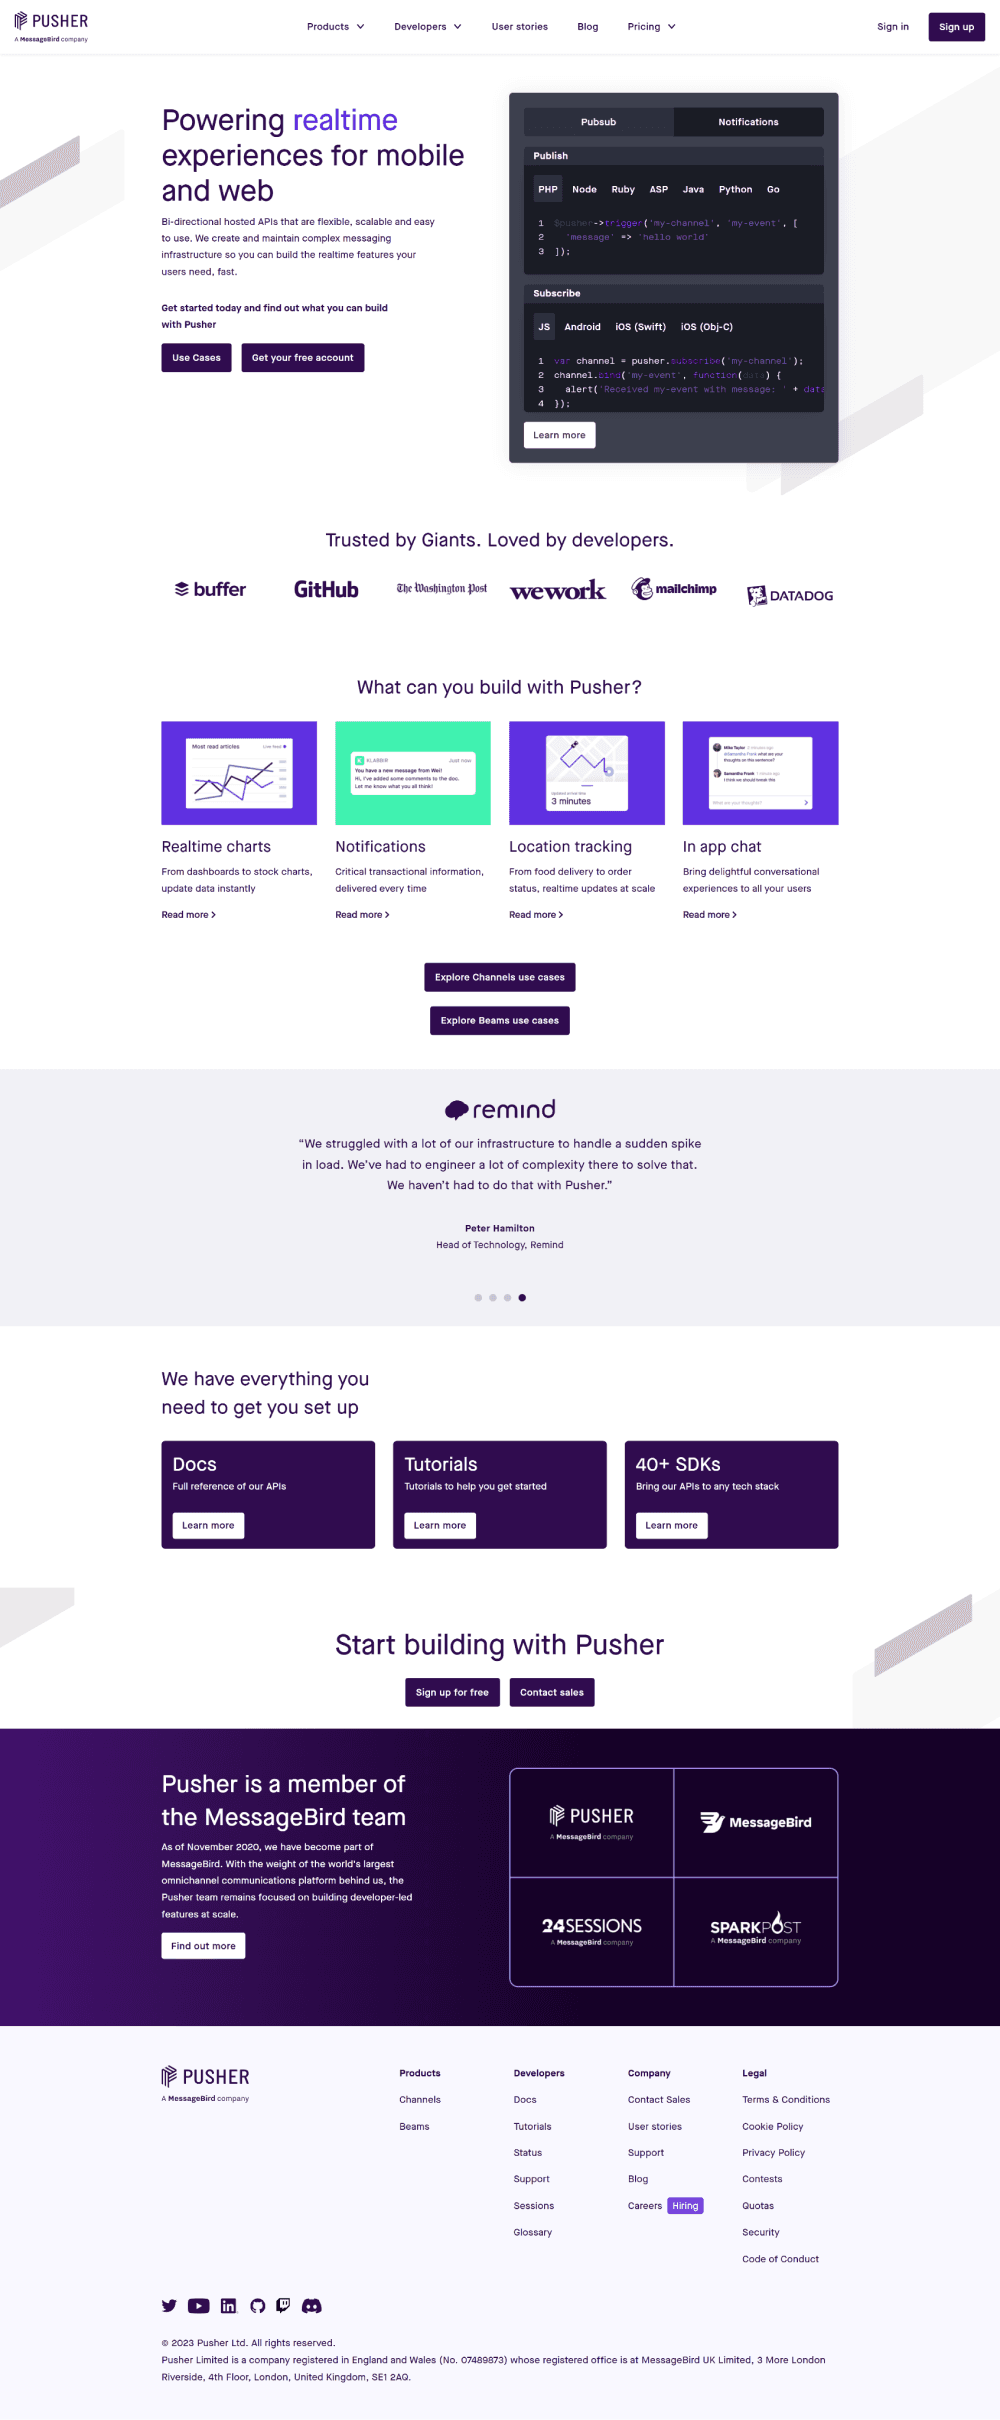 PUSHER
A MessageBird company
Products
Developers
User stories
Blog
Pricing
Sign in
Sign up
Powering realtime
experiences for mobile
and web
Bi-directional hosted APIs that are flexible, scalable and easy
to use. We create and maintain complex messaging
infrastructure so you can build the realtime features your
users need, fast.
Get started today and find out what you can build
with Pusher
Use Cases
Get your free account
Pubsub
Notifications
Publish
PHP Node Ruby ASP Java Python Go
1 $pusher->trigger('my-channel', 'my-event', [
2 'message' => 'hello world'
3 ]);
Subscribe
JS Android iOS (Swift) iOS (Obj-C)
1 var channel = pusher.subscribe('my-channel');
2 channel.bind('my-event', function(data) {
3 alert('Received my-event with message: ' + data
4 });
Learn more
Trusted by Giants. Loved by developers.
buffer
GitHub
The Washington Post
wework
mailchimp
DATADOG
What can you build with Pusher?
Most read articles
Live feed
KLABBR
Just now
You have a new message from Wei!
Hi, I've added some comments to the doc.
Let me know what you all think!
Updated arrival time
3 minutes
Mike Taylor 2 minutes ago
@Samantha Frank what are your
thoughts on this sentence?
Samantha Frank 1 minute ago
I think we should tweak this
What are your thoughts?
Realtime charts
From dashboards to stock charts,
update data instantly
Read more
Notifications
Critical transactional information,
delivered every time
Read more
Location tracking
From food delivery to order
status, realtime updates at scale
Read more
In app chat
Bring delightful conversational
experiences to all your users
Read more
Explore Channels use cases
Explore Beams use cases
remind
“We struggled with a lot of our infrastructure to handle a sudden spike
in load. We’ve had to engineer a lot of complexity there to solve that.
We haven’t had to do that with Pusher.”
Peter Hamilton
Head of Technology, Remind
We have everything you
need to get you set up
Docs
Full reference of our APIs
Learn more
Tutorials
Tutorials to help you get started
Learn more
40+ SDKs
Bring our APIs to any tech stack
Learn more
Start building with Pusher
Sign up for free
Contact sales
Pusher is a member of
the MessageBird team
As of November 2020, we have become part of
MessageBird. With the weight of the world's largest
omnichannel communications platform behind us, the
Pusher team remains focused on building developer-led
features at scale.
Find out more
PUSHER
A MessageBird company
MessageBird
24SESSIONS
A MessageBird company
SPARKPOST
A MessageBird company
PUSHER
A MessageBird company
Products
Channels
Beams
Developers
Docs
Tutorials
Status
Support
Sessions
Glossary
Company
Contact Sales
User stories
Support
Blog
Careers Hiring
Legal
Terms & Conditions
Cookie Policy
Privacy Policy
Contests
Quotas
Security
Code of Conduct
© 2023 Pusher Ltd. All rights reserved.
Pusher Limited is a company registered in England and Wales (No. 07489873) whose registered office is at MessageBird UK Limited, 3 More London
Riverside, 4th Floor, London, United Kingdom, SE1 2AQ.